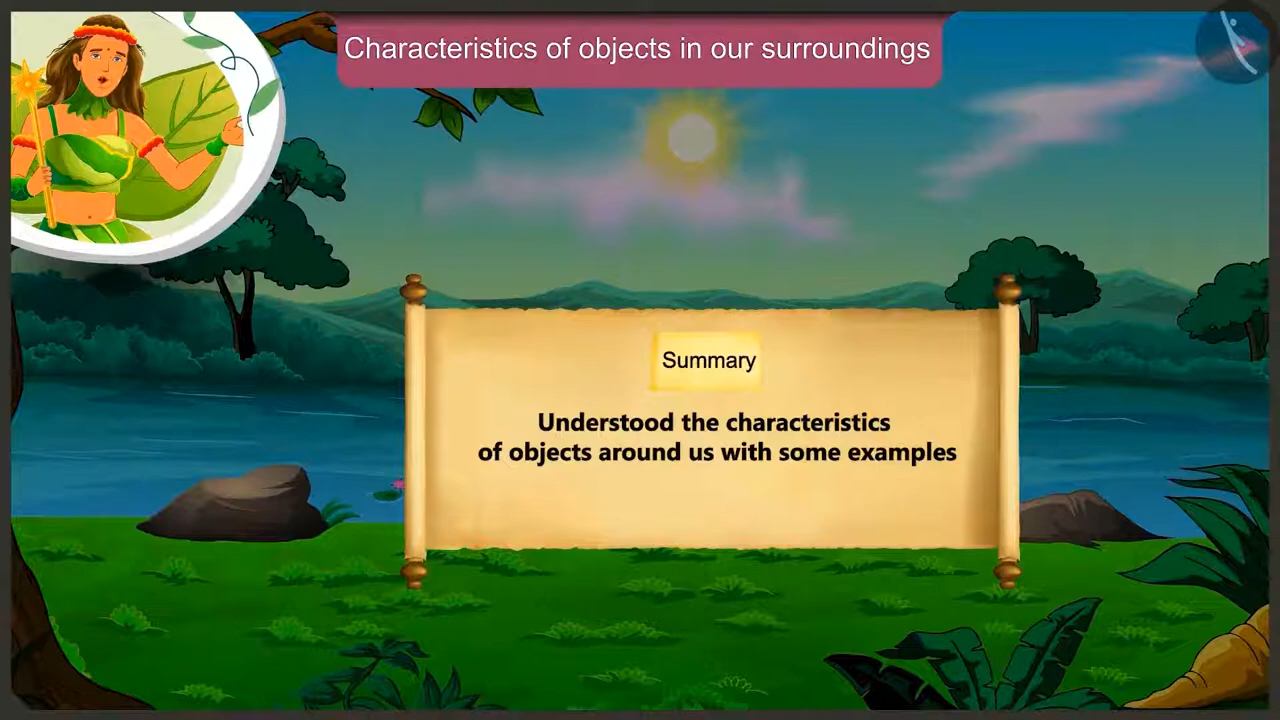 Characteristics of objects in our surroundings
Summary
Understood the characteristics
of objects around us with some examples